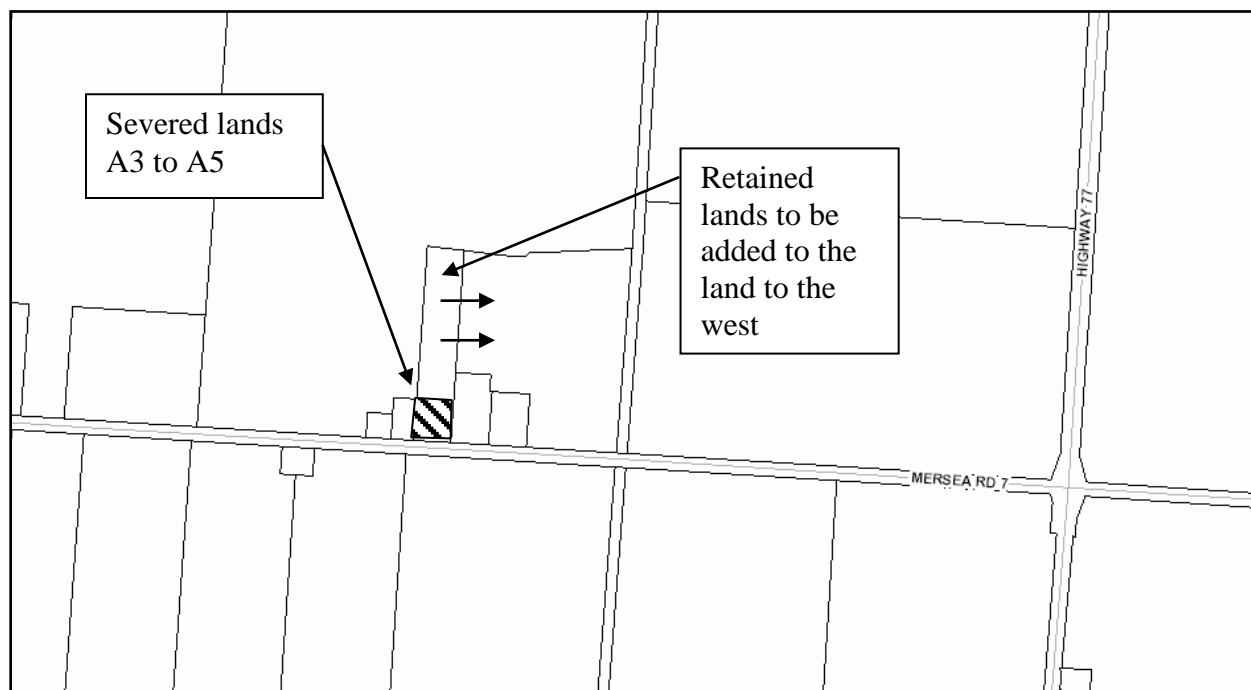 Severed lands
A3 to A5
Retained
lands to be
added to the
land to the
west
HIGHWAY 77
MERSEA RD 7